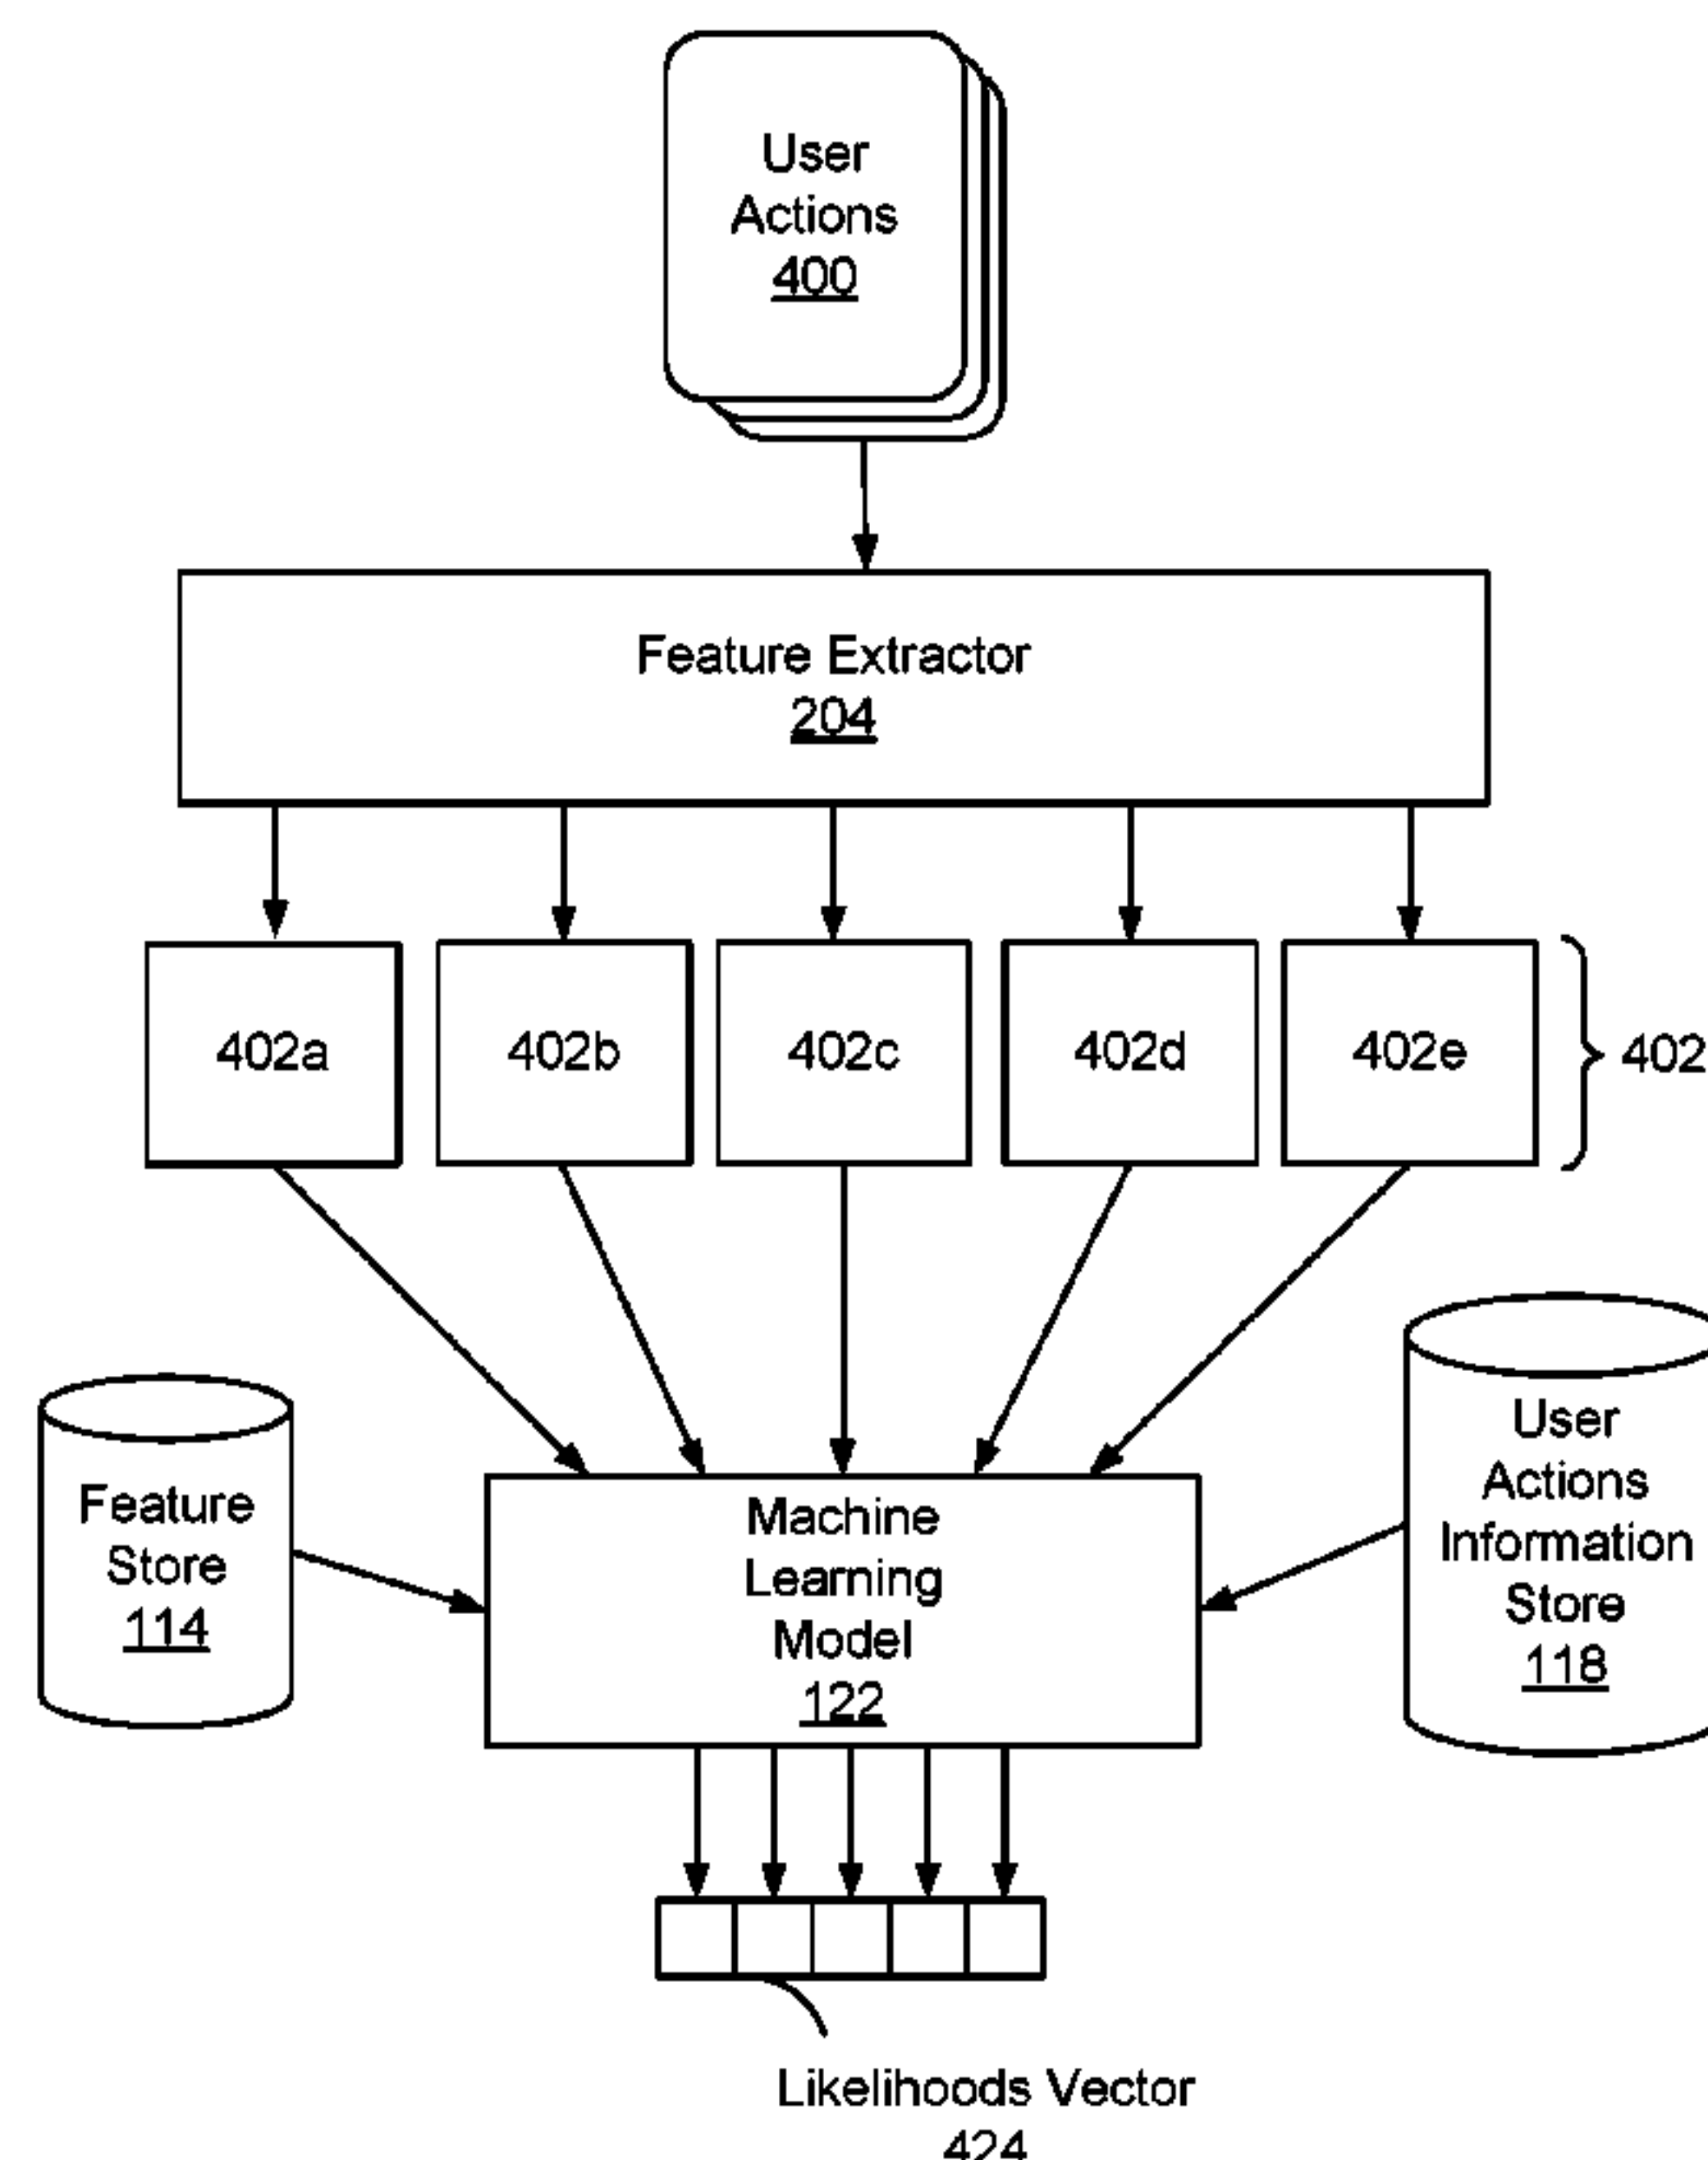 User
Actions
400
Feature Extractor
204
402a
402b
402c
402d
402e
402
Feature
Store
114
Machine
Learning
Model
122
User
Actions
Information
Store
118
Likelihoods Vector
424